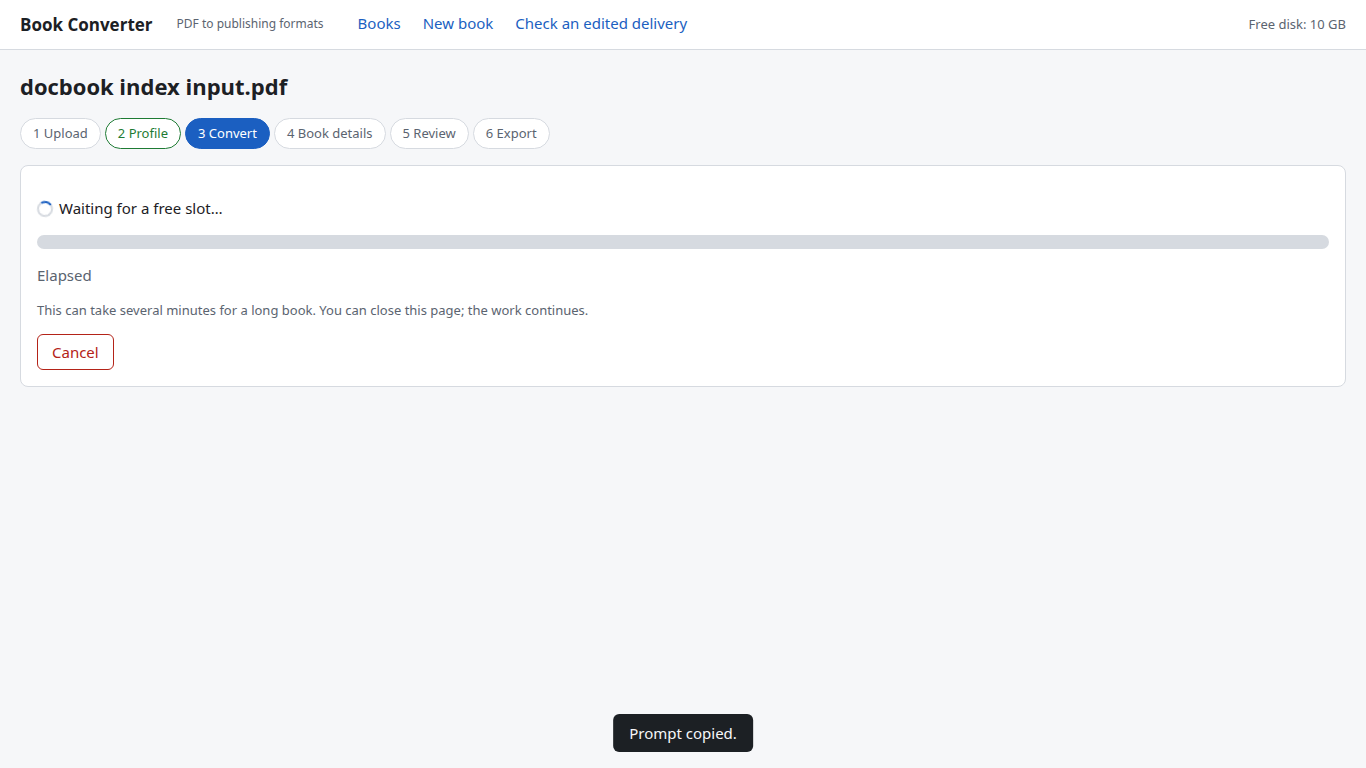 Book Converter PDF to publishing formats Books New book Check an edited delivery Free disk: 10 GB
docbook index input.pdf
1 Upload 2 Profile 3 Convert 4 Book details 5 Review 6 Export
Waiting for a free slot...
Elapsed
This can take several minutes for a long book. You can close this page; the work continues.
Cancel
Prompt copied.